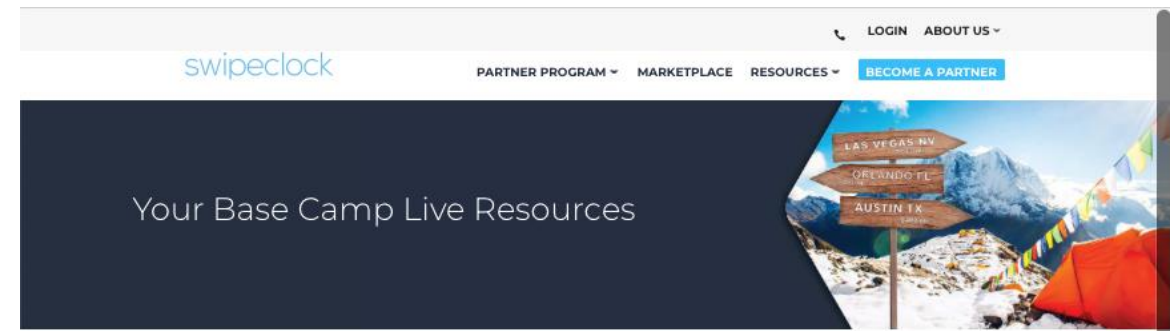 LOGIN ABOUT US
swipeclock
PARTNER PROGRAM MARKETPLACE RESOURCES BECOME A PARTNER
Your Base Camp Live Resources
LAS VEGAS NV
ORLANDO FL
AUSTIN TX